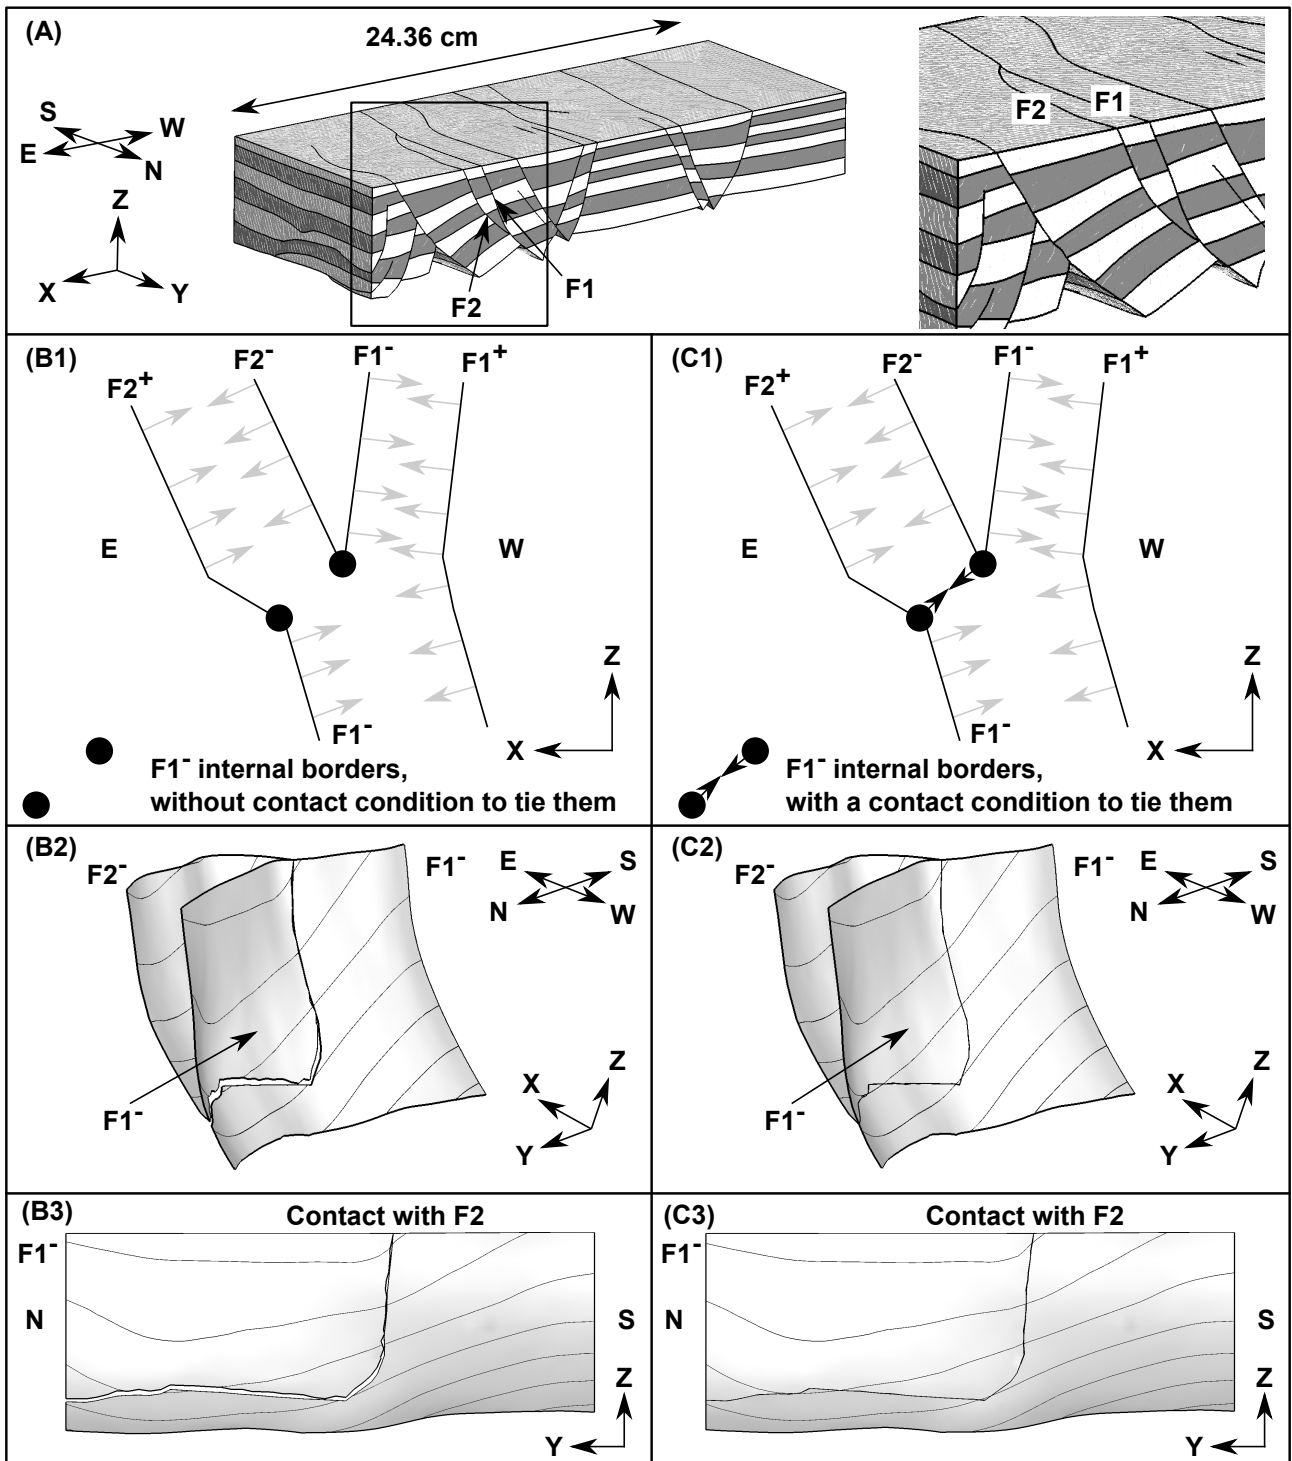 (A)
24.36 cm
S
W
E
N
Z
X
Y
F2
F1
F2
F1
(B1)
F2+
F2-
F1-
F1+
E
W
Z
X
F1-
F1- internal borders,
without contact condition to tie them
(C1)
F2+
F2-
F1-
F1+
E
W
Z
X
F1-
F1- internal borders,
with a contact condition to tie them
(B2)
F2-
F1-
E
S
N
W
Z
X
Y
F1-
(C2)
F2-
F1-
E
S
N
W
Z
X
Y
F1-
(B3)
Contact with F2
F1-
N
S
Z
Y
(C3)
Contact with F2
F1-
N
S
Z
Y